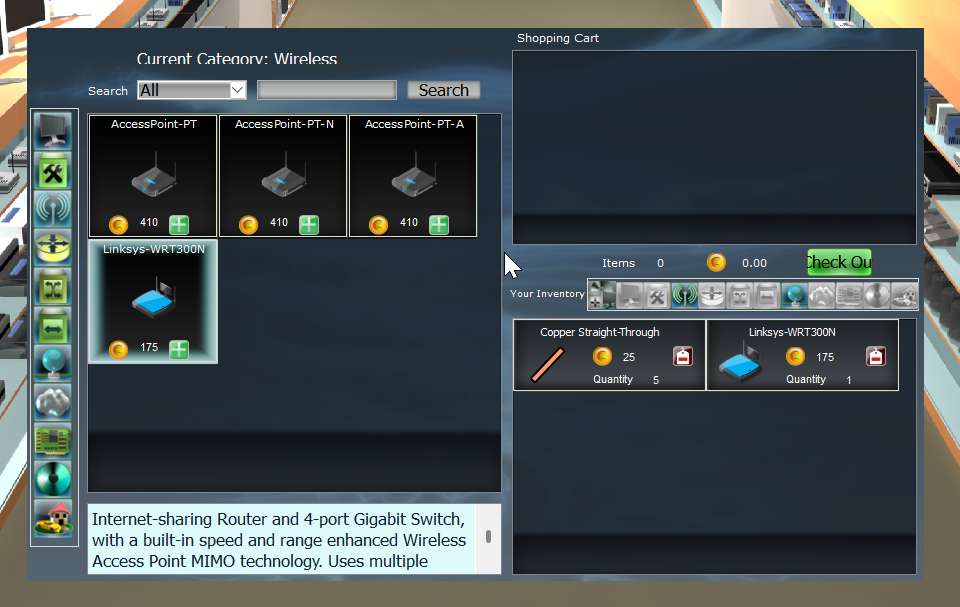 Shopping Cart
Current Category: Wireless
Search All Search
AccessPoint-PT
410
AccessPoint-PT-N
410
AccessPoint-PT-A
410
Linksys-WRT300N
175
Internet-sharing Router and 4-port Gigabit Switch,
with a built-in speed and range enhanced Wireless
Access Point MIMO technology. Uses multiple
Items 0 0.00 Check Ou
Your Inventory
Copper Straight-Through
25
Quantity 5
Linksys-WRT300N
175
Quantity 1